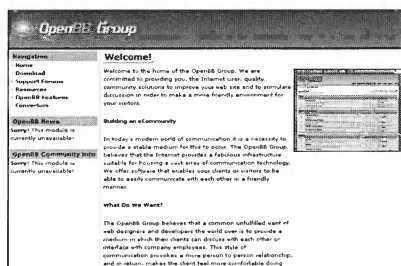 OpenBB Group
Navigation
Home
Download
Support Forums
Resources
OpenBB Features
Convertors
OpenBB News
Sorry! This module is
currently unavailable!
OpenBB Community Info
Sorry! This module is
currently unavailable!
Welcome!
Welcome to the home of the OpenBB Group. We are
committed to providing you, the Internet user, quality
community solutions to improve your web site and to stimulate
discussion in order to make a more friendly environment for
your visitors.
Building an eCommunity
In today's modern world of communication it is a necessity to
provide a stable medium for this to occur. The OpenBB Group
believes that the Internet provides a fabulous infrastructure
suitable for housing a vast array of communication technology.
We offer software that enables your clients or visitors to be
able to easily communicate with each other in a friendly
manner.
What Do We Want?
The OpenBB Group believes that a common unfulfilled want of
web designers and developers the world over is to provide a
medium in which their clients can discuss with each other or
interface with company employees. This style of
communication provokes a more person to person relationship,
and in return, makes the client feel more comfortable doing